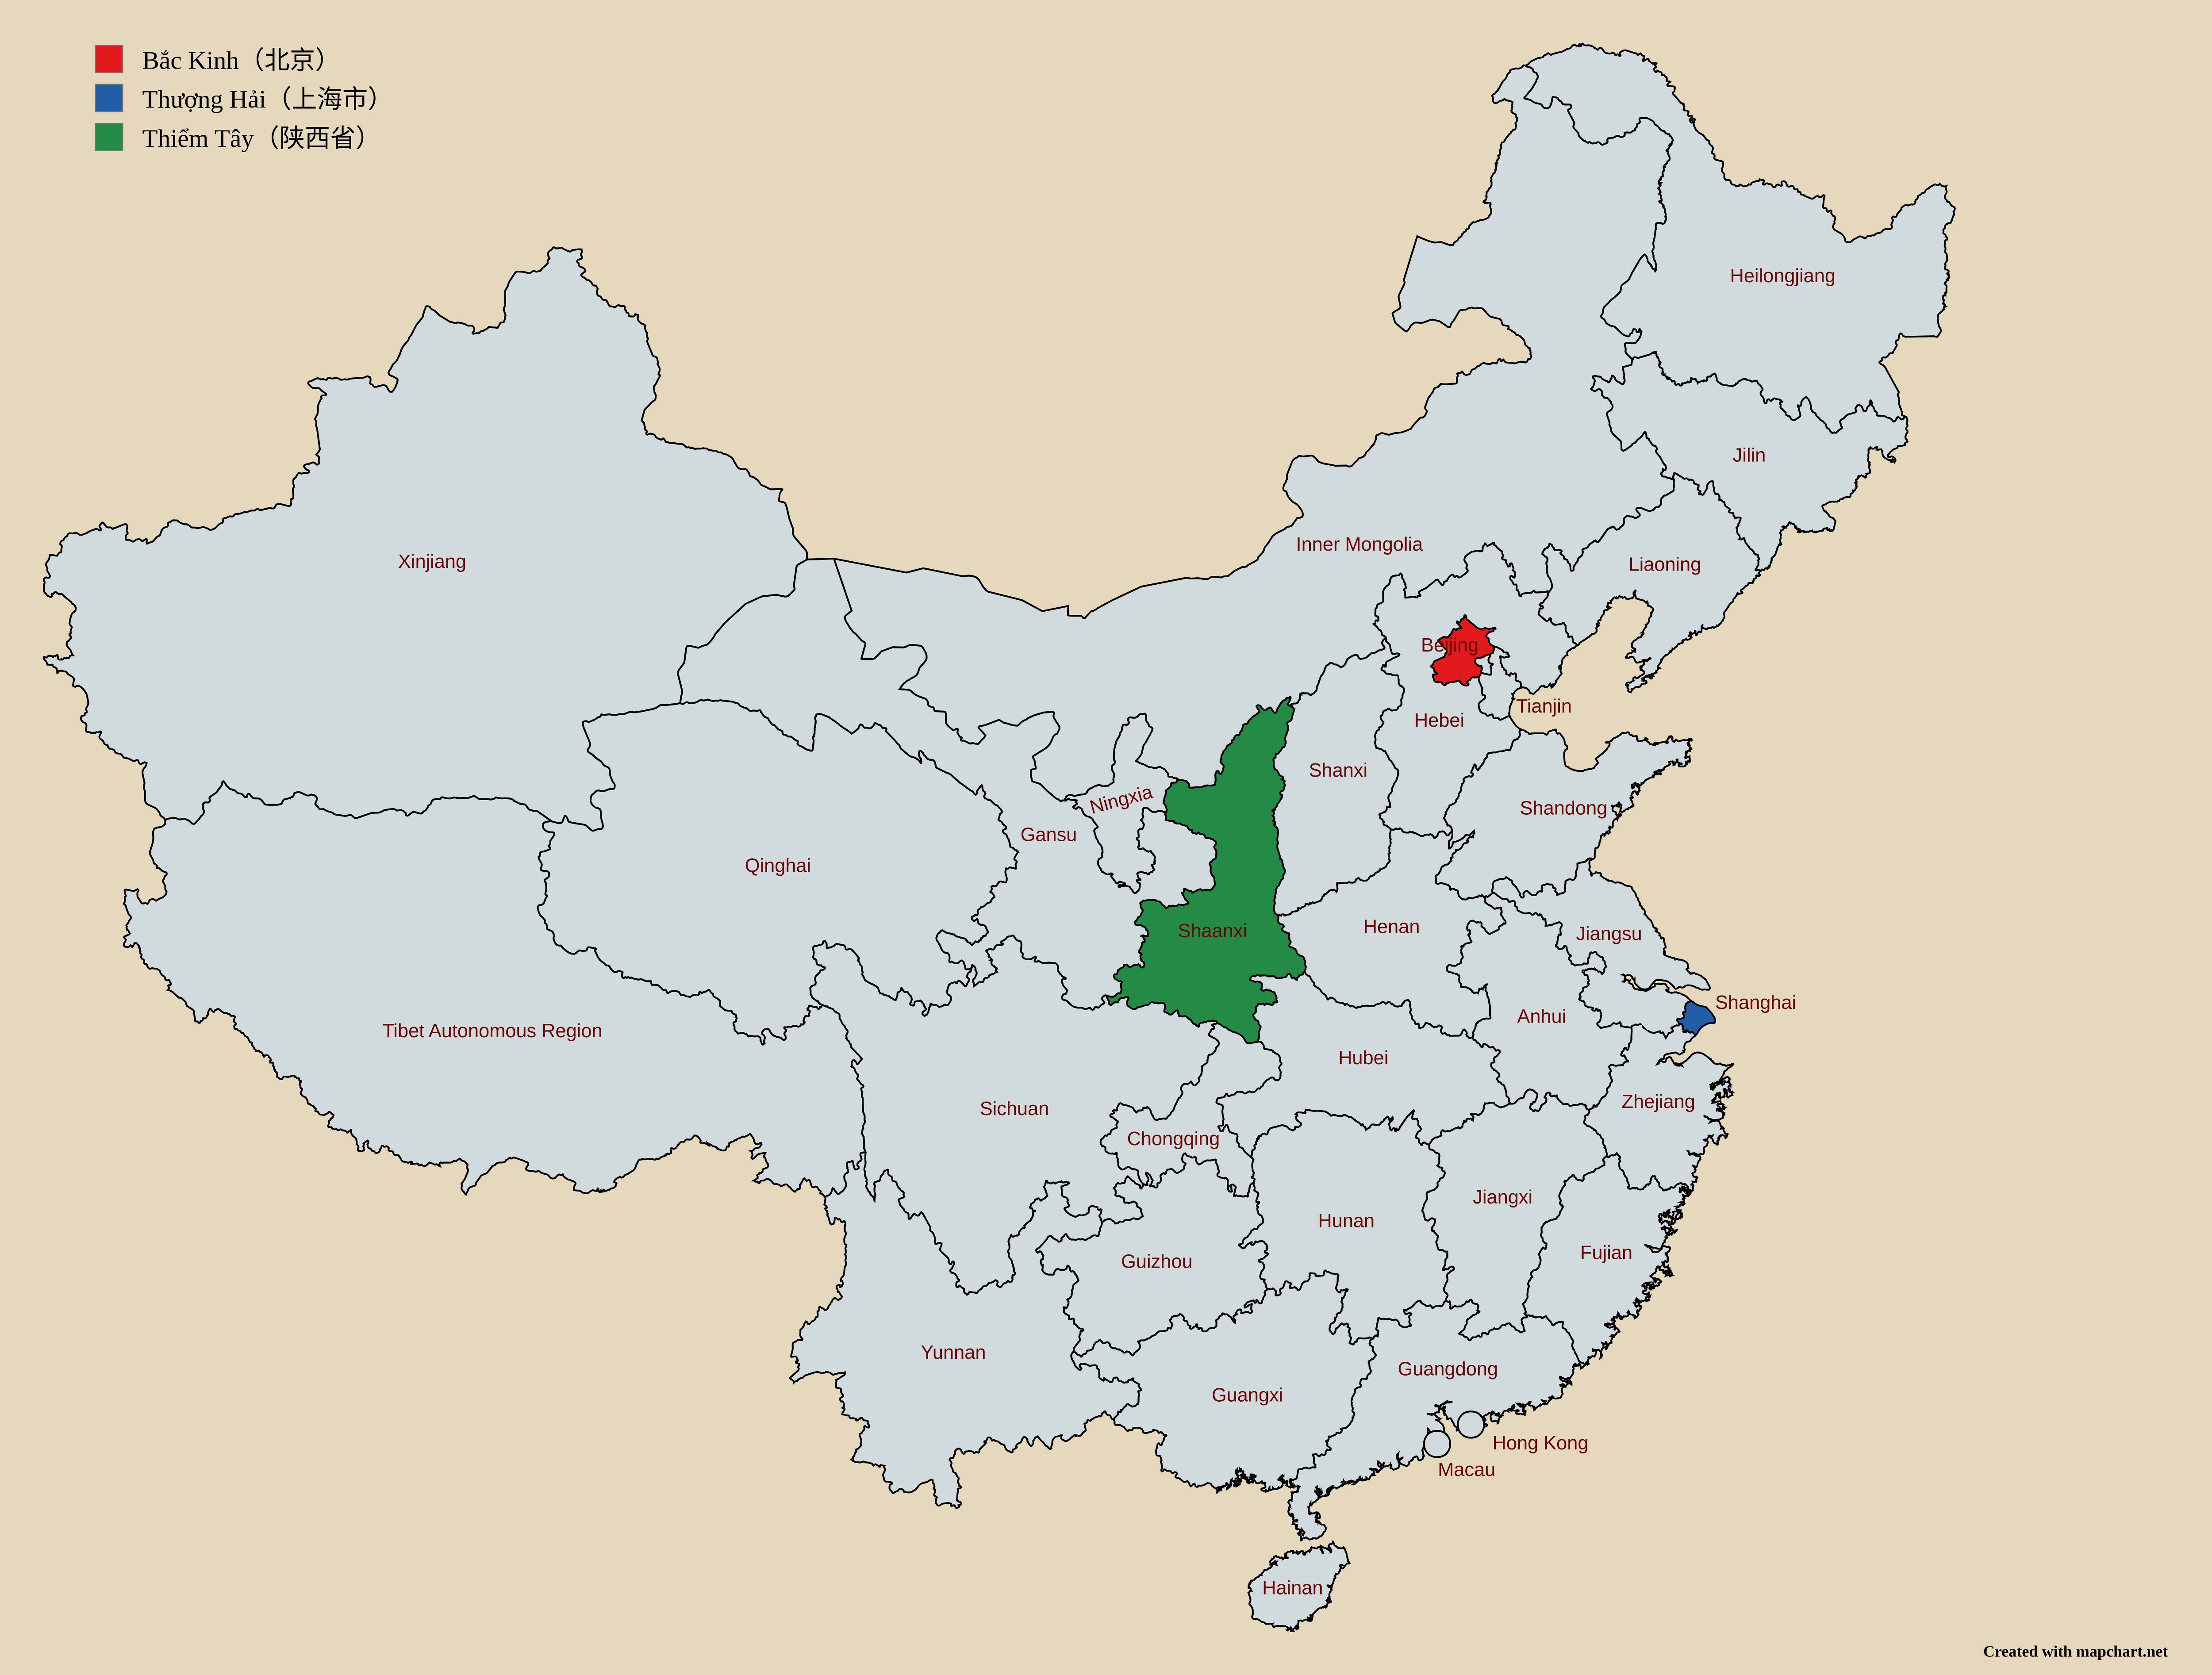 Bắc Kinh（北京）
Thượng Hải（上海市）
Thiểm Tây（陕西省）
Heilongjiang
Jilin
Inner Mongolia
Xinjiang
Liaoning
Beijing
Tianjin
Hebei
Shanxi
Ningxia
Shandong
Gansu
Qinghai
Henan
Shaanxi
Jiangsu
Shanghai
Anhui
Tibet Autonomous Region
Hubei
Zhejiang
Sichuan
Chongqing
Jiangxi
Hunan
Fujian
Guizhou
Yunnan
Guangdong
Guangxi
Hong Kong
Macau
Hainan
Created with mapchart.net